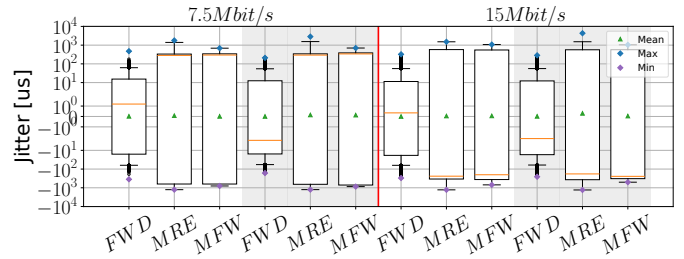 7.5Mbit/s 15Mbit/s
Jitter [us]
10^4
10^3
10^2
10^1
10^0
0
−10^0
−10^1
−10^2
−10^3
−10^4
Mean
Max
Min
FWD MRE MFW FWD MRE MFW FWD MRE MFW FWD MRE MFW